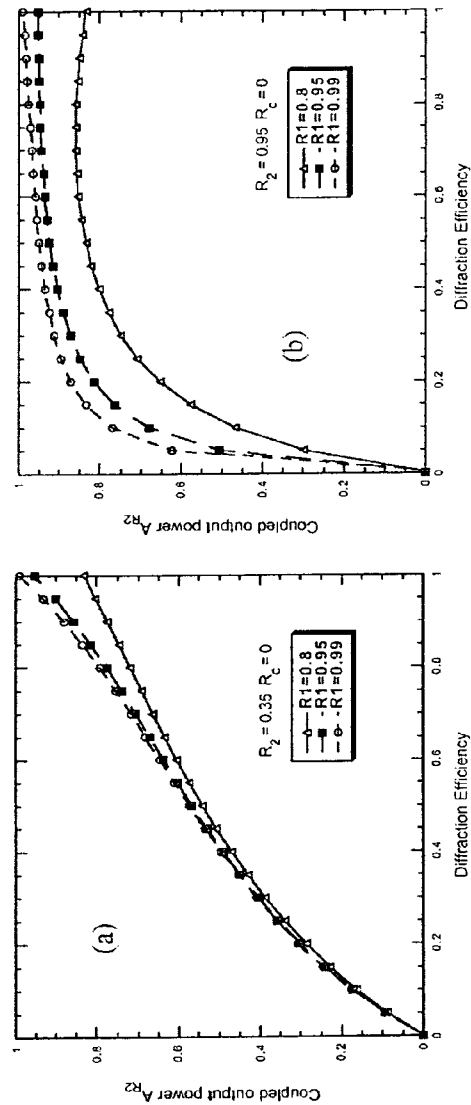 (a)
R2 = 0.35 Rc = 0
R1=0.8
R1=0.95
R1=0.99
Coupled output power AR2
1
0.8
0.6
0.4
0.2
0
0
0.2
0.4
0.6
0.8
1
Diffraction Efficiency
(b)
R2 = 0.95 Rc = 0
R1=0.8
R1=0.95
R1=0.99
Coupled output power AR2
1
0.8
0.6
0.4
0.2
0
0
0.2
0.4
0.6
0.8
1
Diffraction Efficiency